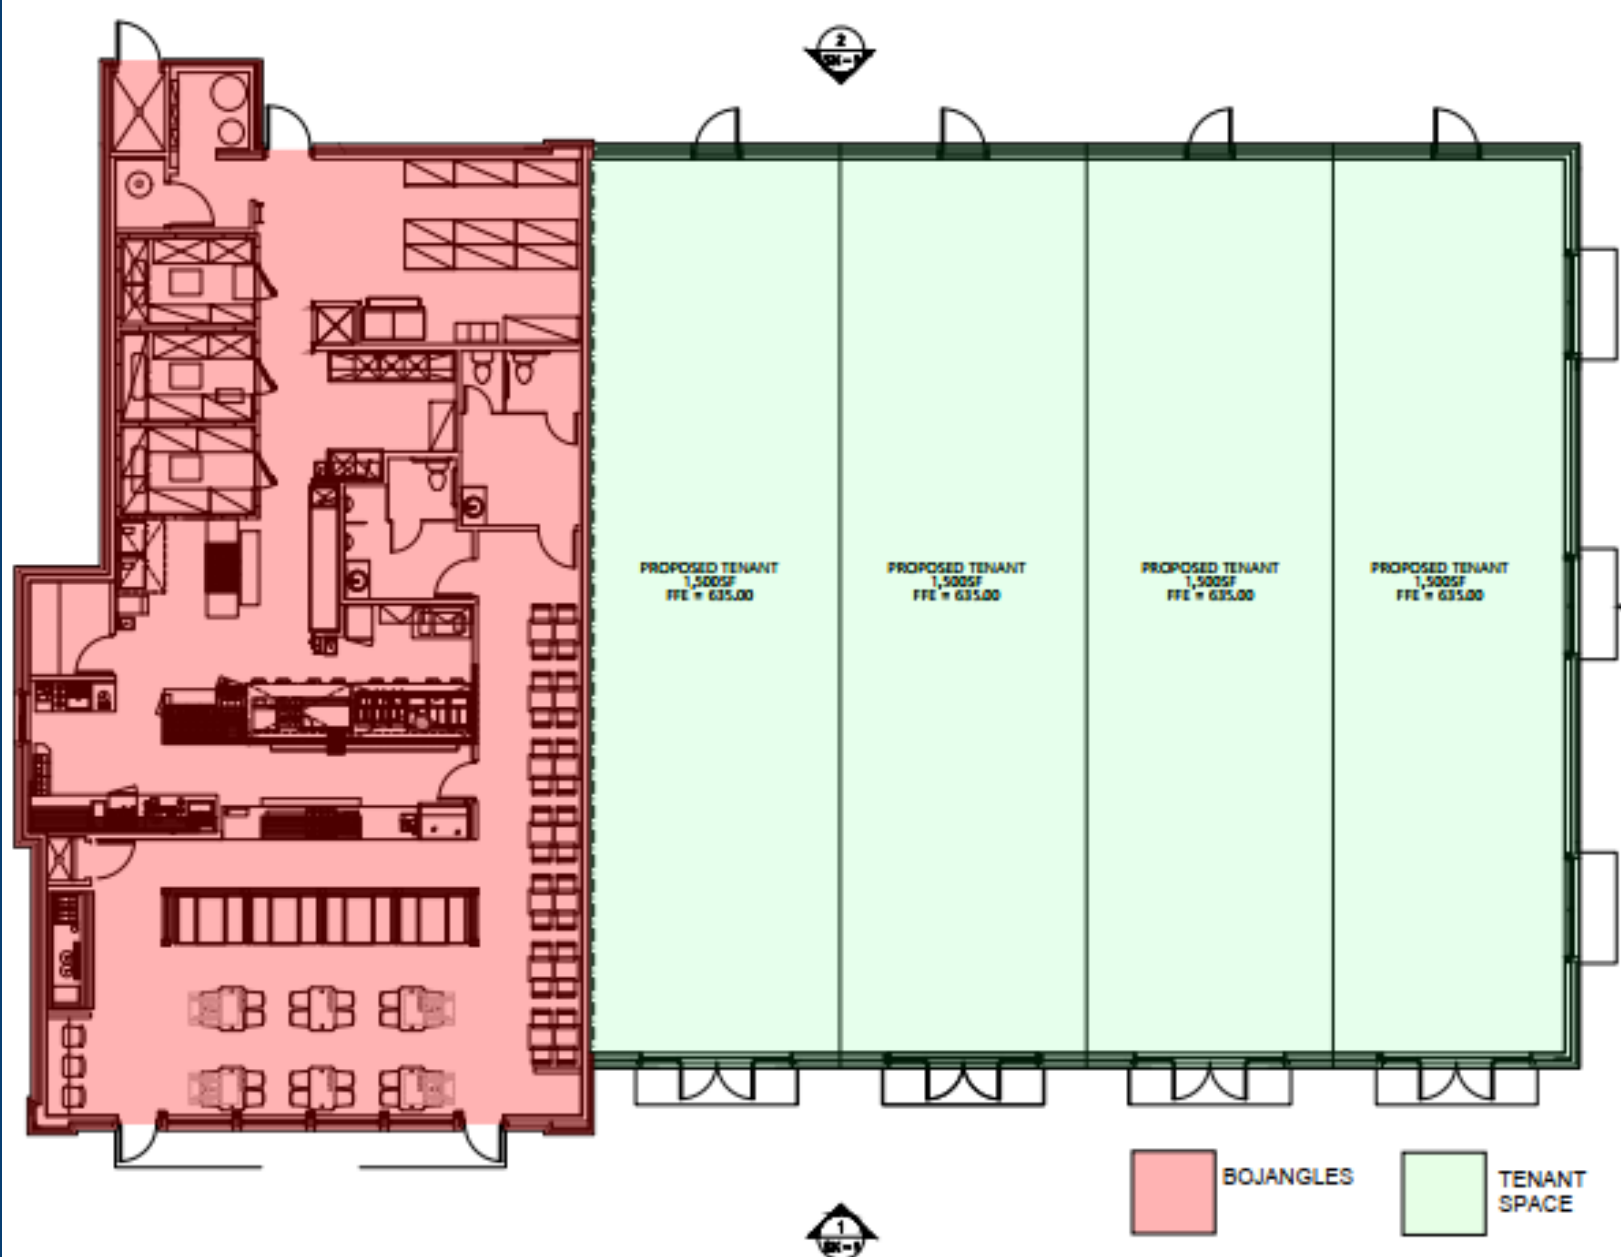 2
PROPOSED TENANT
1,500SF
FFE = 635.00
PROPOSED TENANT
1,500SF
FFE = 635.00
PROPOSED TENANT
1,500SF
FFE = 635.00
PROPOSED TENANT
1,500SF
FFE = 635.00
BOJANGLES
TENANT
SPACE
1